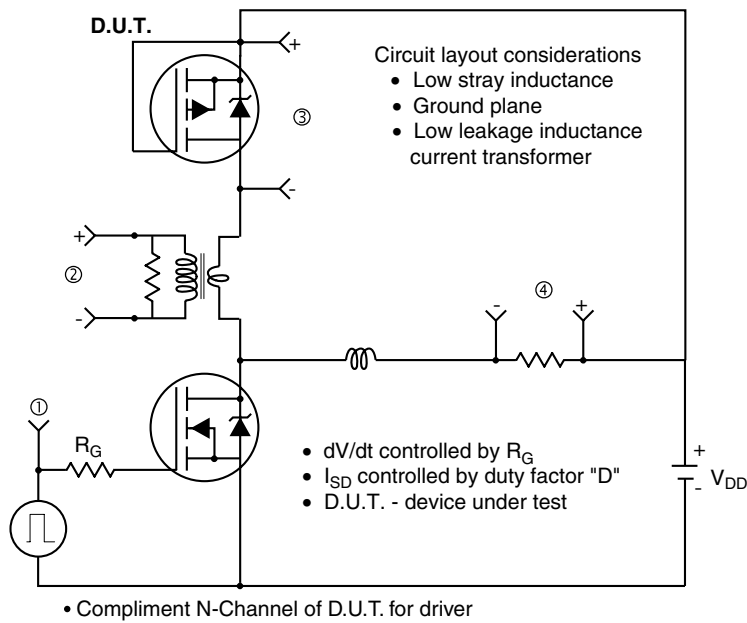 D.U.T.
+
Circuit layout considerations
• Low stray inductance
• Ground plane
• Low leakage inductance
current transformer
③
-
+
②
-
④
-
+
①
R_G
• dV/dt controlled by R_G
• I_SD controlled by duty factor "D"
• D.U.T. - device under test
+
V_DD
-
• Compliment N-Channel of D.U.T. for driver